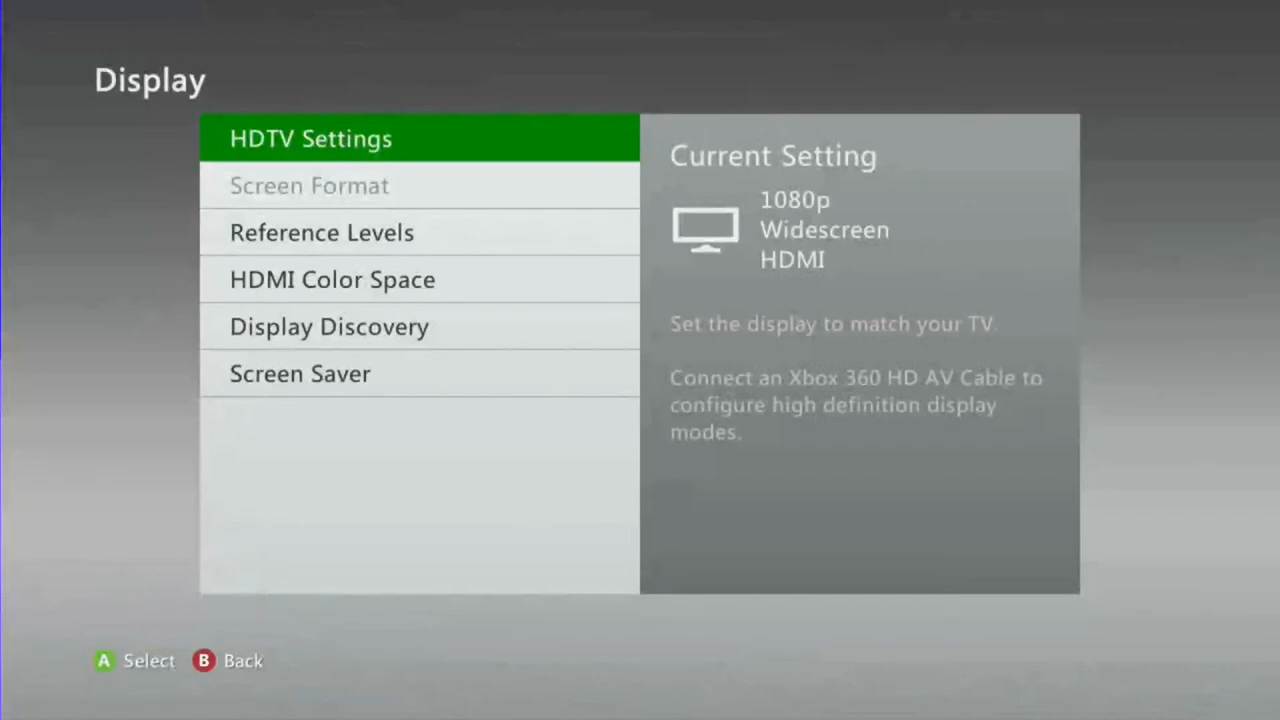 Display
HDTV Settings
Screen Format
Reference Levels
HDMI Color Space
Display Discovery
Screen Saver
Current Setting
1080p
Widescreen
HDMI
Set the display to match your TV.
Connect an Xbox 360 HD AV Cable to
configure high definition display
modes.
A Select B Back